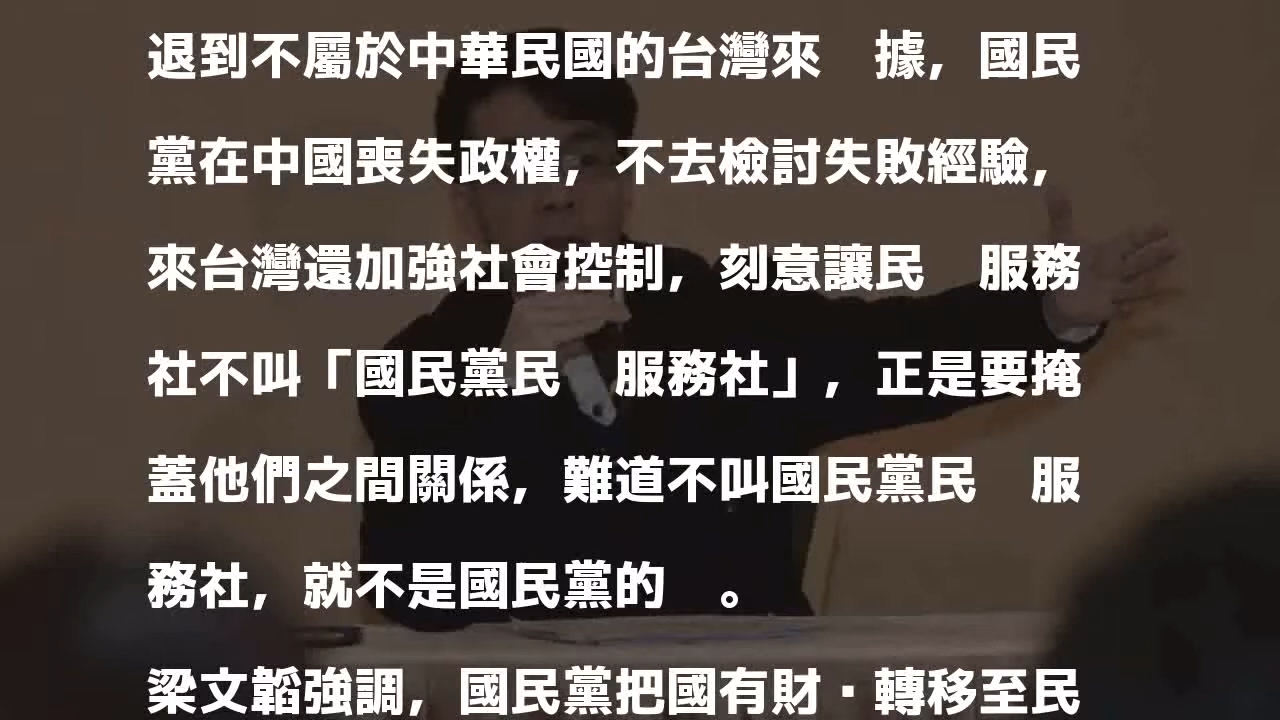 退到不屬於中華民國的台灣來　據，國民
黨在中國喪失政權，不去檢討失敗經驗，
來台灣還加強社會控制，刻意讓民　服務
社不叫「國民黨民　服務社」，正是要掩
蓋他們之間關係，難道不叫國民黨民　服
務社，就不是國民黨的　。
梁文韜強調，國民黨把國有財▪轉移至民